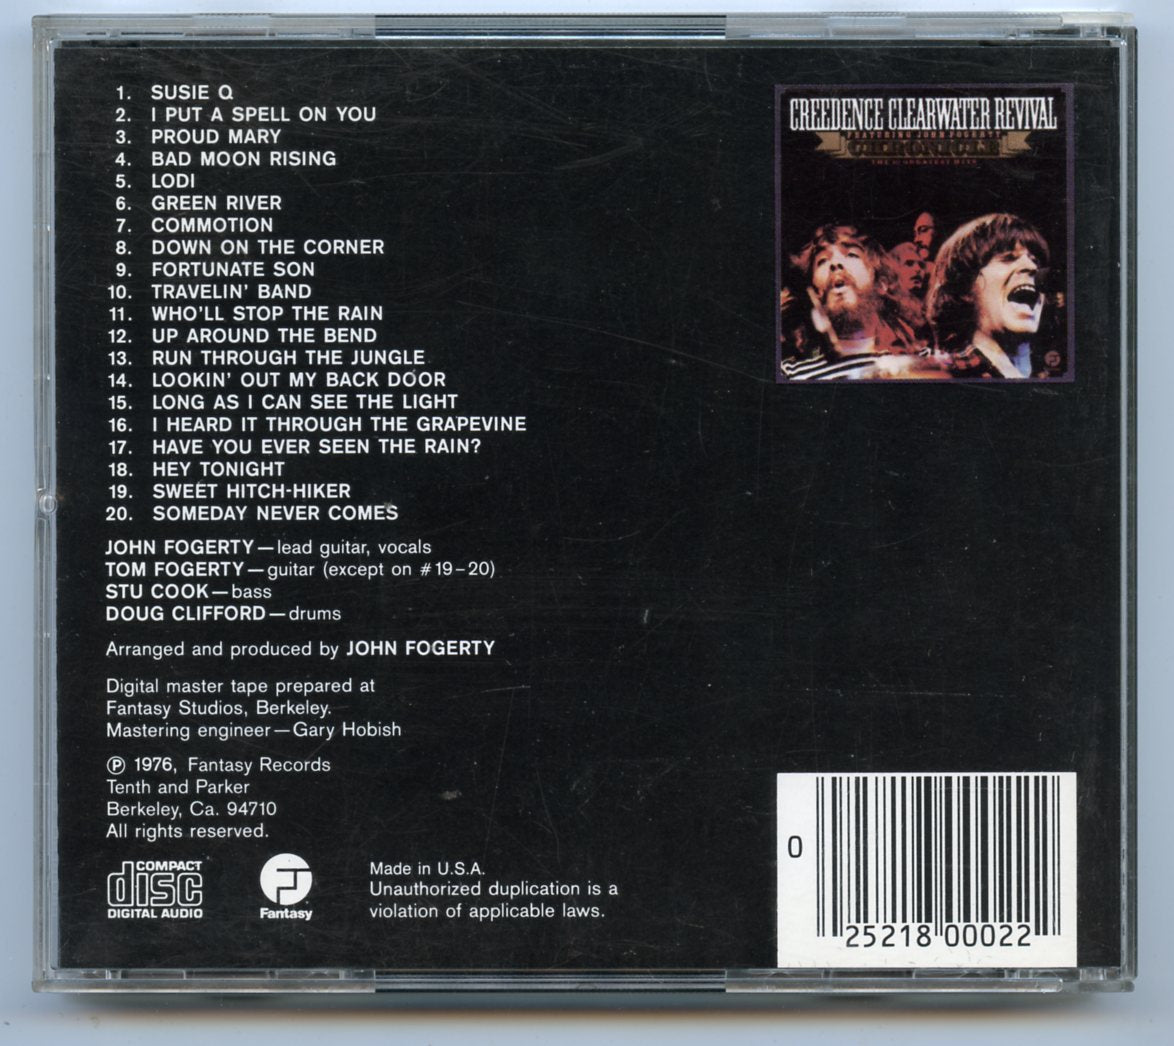 1. SUSIE Q
2. I PUT A SPELL ON YOU
3. PROUD MARY
4. BAD MOON RISING
5. LODI
6. GREEN RIVER
7. COMMOTION
8. DOWN ON THE CORNER
9. FORTUNATE SON
10. TRAVELIN' BAND
11. WHO'LL STOP THE RAIN
12. UP AROUND THE BEND
13. RUN THROUGH THE JUNGLE
14. LOOKIN' OUT MY BACK DOOR
15. LONG AS I CAN SEE THE LIGHT
16. I HEARD IT THROUGH THE GRAPEVINE
17. HAVE YOU EVER SEEN THE RAIN?
18. HEY TONIGHT
19. SWEET HITCH-HIKER
20. SOMEDAY NEVER COMES
JOHN FOGERTY—lead guitar, vocals
TOM FOGERTY—guitar (except on #19–20)
STU COOK—bass
DOUG CLIFFORD—drums
Arranged and produced by JOHN FOGERTY
Digital master tape prepared at
Fantasy Studios, Berkeley.
Mastering engineer—Gary Hobish
℗ 1976, Fantasy Records
Tenth and Parker
Berkeley, Ca. 94710
All rights reserved.
COMPACT
disc
DIGITAL AUDIO
Fantasy
Made in U.S.A.
Unauthorized duplication is a
violation of applicable laws.
CREEDENCE CLEARWATER REVIVAL
FEATURING JOHN FOGERTY
THE 20 GREATEST HITS
0 25218 00022